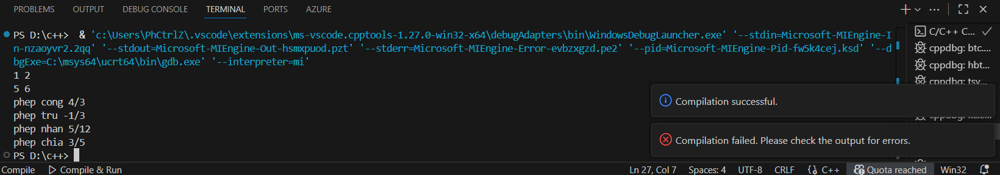 PROBLEMS OUTPUT DEBUG CONSOLE TERMINAL PORTS AZURE
PS D:\c++> & 'c:\Users\PhCtrlZ\.vscode\extensions\ms-vscode.cpptools-1.27.0-win32-x64\debugAdapters\bin\WindowsDebugLauncher.exe' '--stdin=Microsoft-MIEngine-I
n-nzaoyvr2.2qq' '--stdout=Microsoft-MIEngine-Out-hsmxpuod.pzt' '--stderr=Microsoft-MIEngine-Error-evbzxgzd.pe2' '--pid=Microsoft-MIEngine-Pid-fw5k4cej.ksd' '--d
bgExe=C:\msys64\ucrt64\bin\gdb.exe' '--interpreter=mi'
1 2
5 6
phep cong 4/3
phep tru -1/3
phep nhan 5/12
phep chia 3/5
PS D:\c++>
C/C++ C...
cppdbg: btc....
cppdbg: hbt...
cppdbg: tsv...
Compilation successful.
Compilation failed. Please check the output for errors.
Compile Compile & Run Ln 27, Col 7 Spaces: 4 UTF-8 CRLF C++ Quota reached Win32